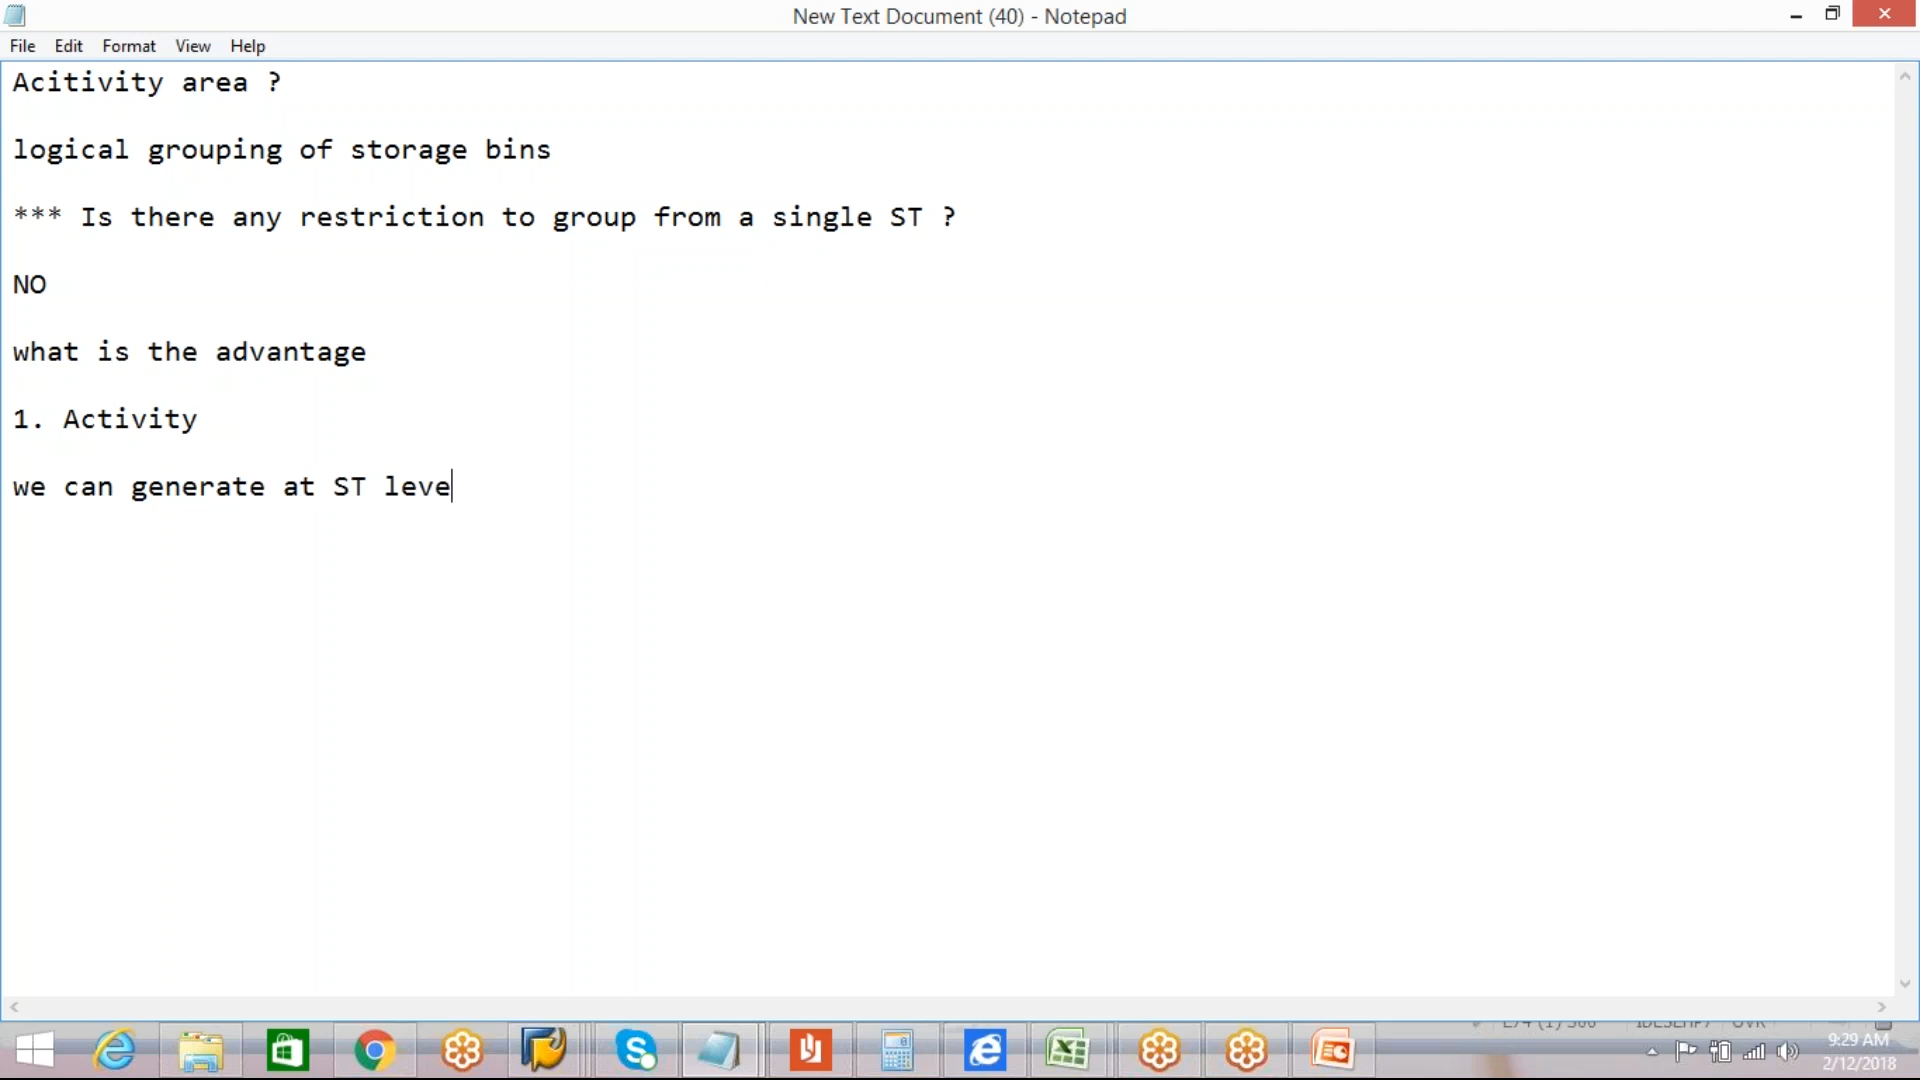 New Text Document (40) - Notepad
File Edit Format View Help
Acitivity area ?
logical grouping of storage bins
*** Is there any restriction to group from a single ST ?
NO
what is the advantage
1. Activity
we can generate at ST leve
9:29 AM
2/12/2018